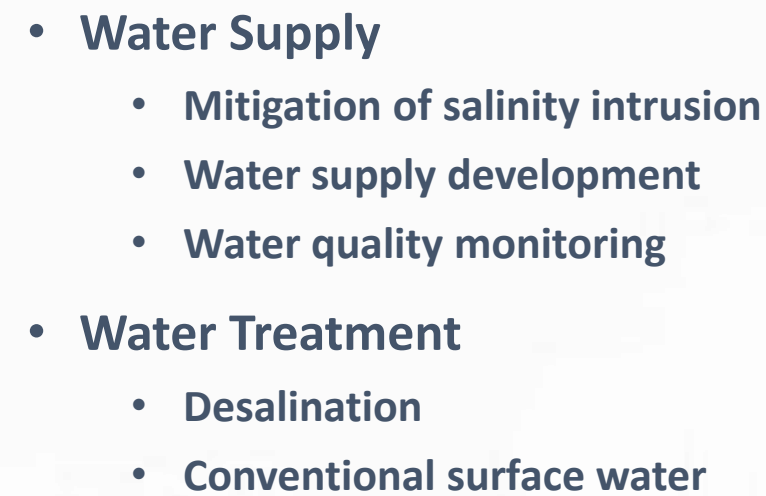 • Water Supply
• Mitigation of salinity intrusion
• Water supply development
• Water quality monitoring
• Water Treatment
• Desalination
• Conventional surface water